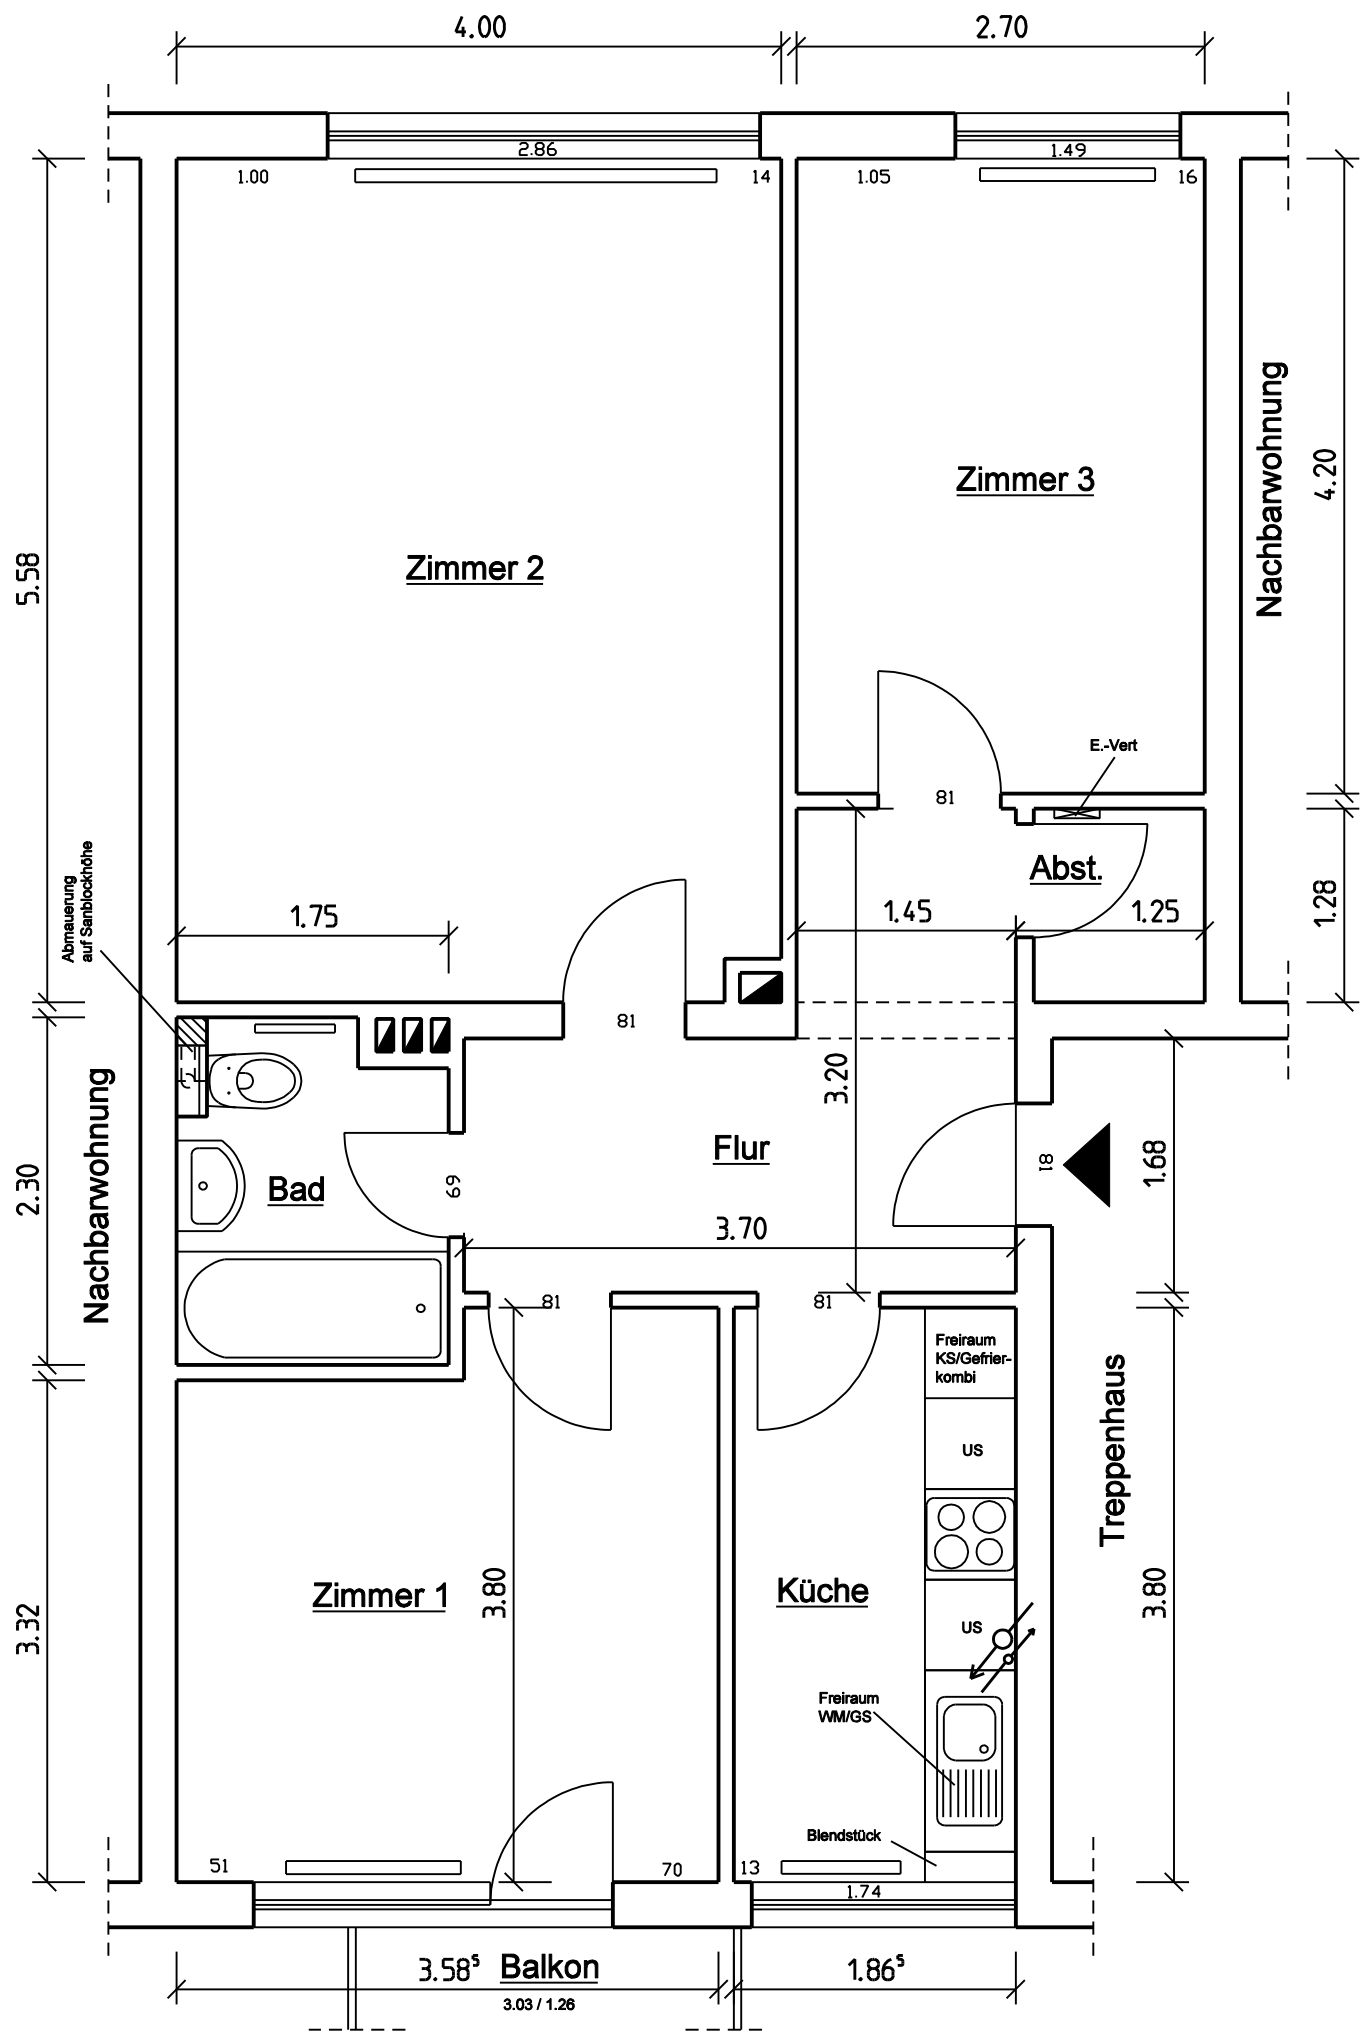 4.00
2.70
2.86
1.49
1.00
14
1.05
16
5.58
Zimmer 2
Zimmer 3
Nachbarwohnung
4.20
E.-Vert
81
Abst.
1.28
Abmauerung
auf Sanblockhöhe
1.75
1.45
1.25
81
3.20
Nachbarwohnung
2.30
Bad
69
Flur
81
1.68
3.70
81
81
Freiraum
KS/Gefrier-
kombi
US
Treppenhaus
3.32
Zimmer 1
3.80
Küche
US
3.80
Freiraum
WM/GS
Blendstück
51
70
13
1.74
3.58⁵
Balkon
1.86⁵
3.03 / 1.26